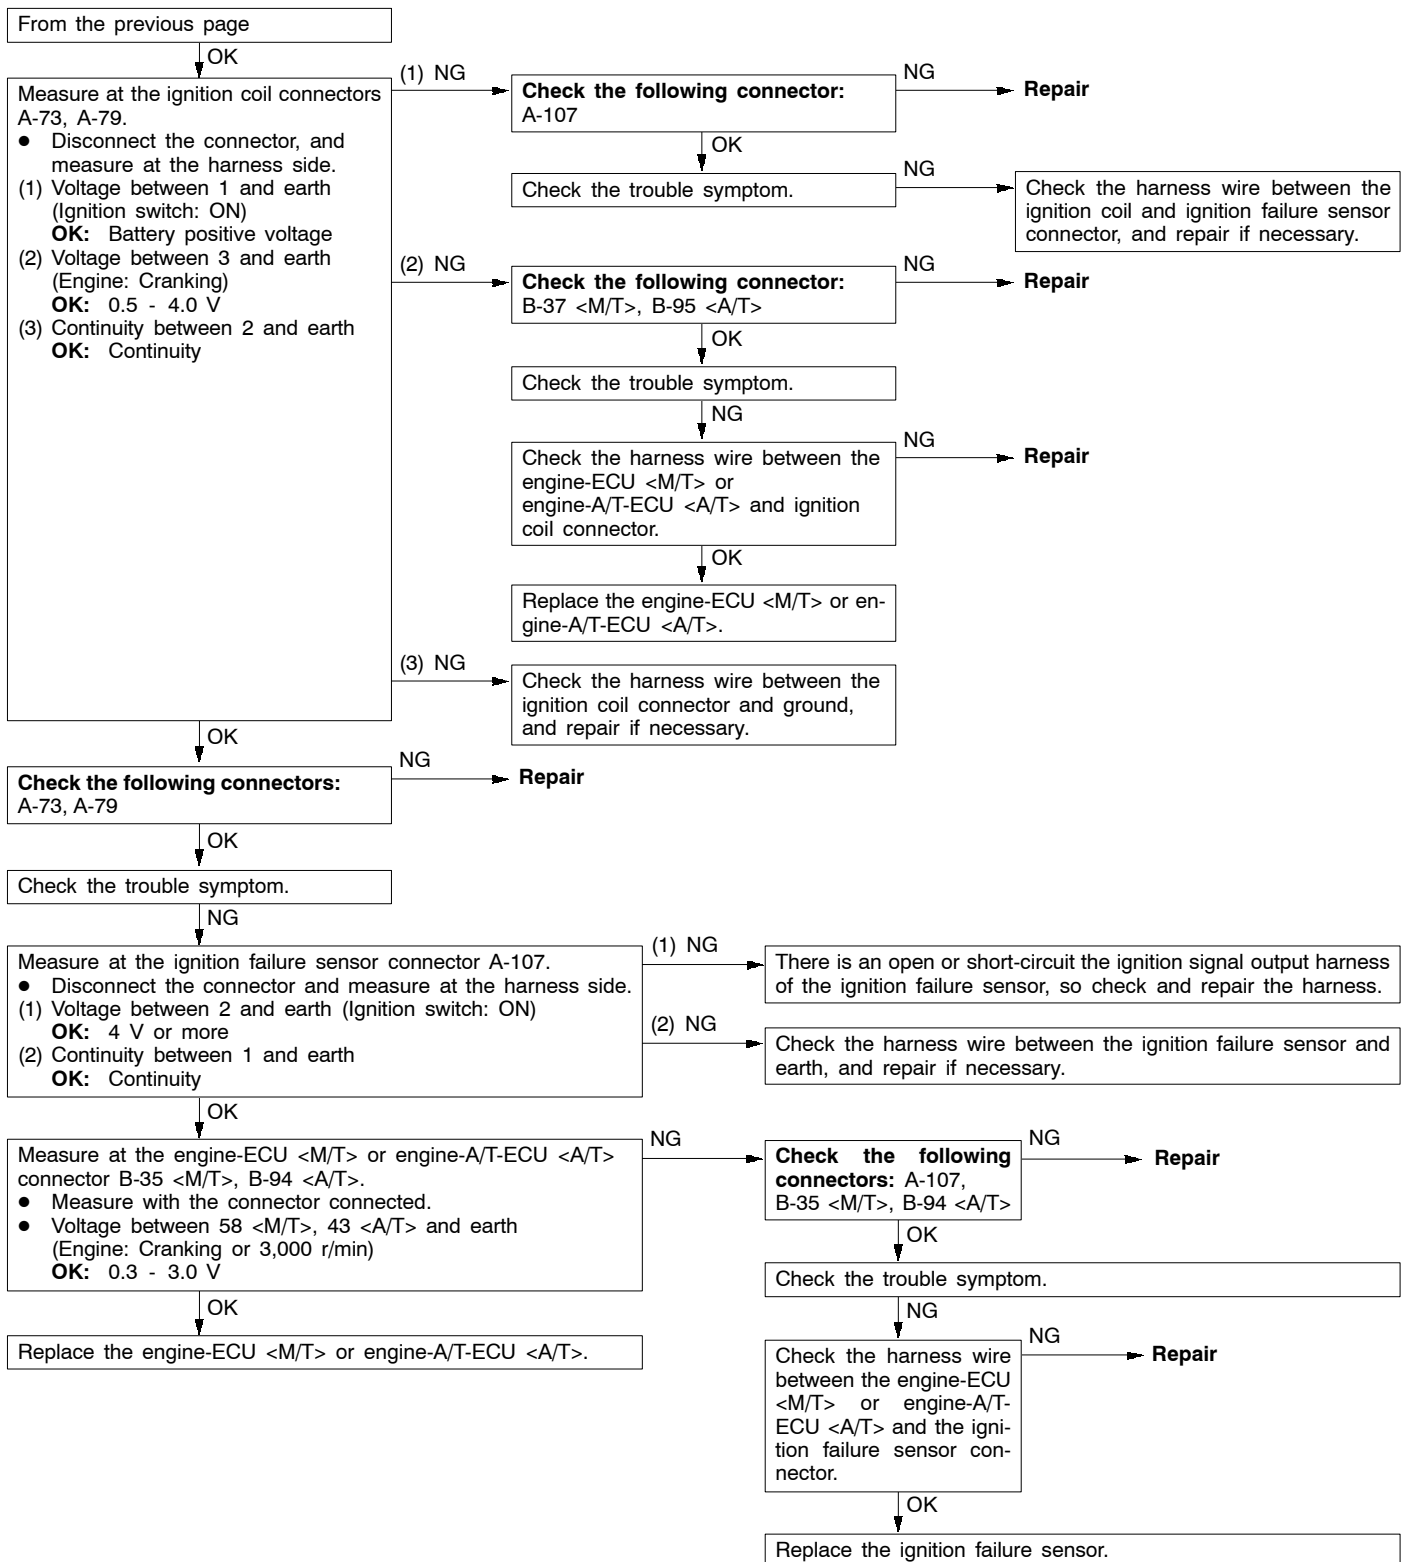 From the previous page
OK
Measure at the ignition coil connectors
A-73, A-79.
● Disconnect the connector, and
measure at the harness side.
(1) Voltage between 1 and earth
(Ignition switch: ON)
OK: Battery positive voltage
(2) Voltage between 3 and earth
(Engine: Cranking)
OK: 0.5 - 4.0 V
(3) Continuity between 2 and earth
OK: Continuity
(1) NG
Check the following connector:
A-107
NG
Repair
OK
Check the trouble symptom.
NG
Check the harness wire between the
ignition coil and ignition failure sensor
connector, and repair if necessary.
(2) NG
Check the following connector:
B-37 <M/T>, B-95 <A/T>
NG
Repair
OK
Check the trouble symptom.
NG
Check the harness wire between the
engine-ECU <M/T> or
engine-A/T-ECU <A/T> and ignition
coil connector.
NG
Repair
OK
Replace the engine-ECU <M/T> or en-
gine-A/T-ECU <A/T>.
(3) NG
Check the harness wire between the
ignition coil connector and ground,
and repair if necessary.
OK
Check the following connectors:
A-73, A-79
NG
Repair
OK
Check the trouble symptom.
NG
Measure at the ignition failure sensor connector A-107.
● Disconnect the connector and measure at the harness side.
(1) Voltage between 2 and earth (Ignition switch: ON)
OK: 4 V or more
(2) Continuity between 1 and earth
OK: Continuity
(1) NG
There is an open or short-circuit the ignition signal output harness
of the ignition failure sensor, so check and repair the harness.
(2) NG
Check the harness wire between the ignition failure sensor and
earth, and repair if necessary.
OK
Measure at the engine-ECU <M/T> or engine-A/T-ECU <A/T>
connector B-35 <M/T>, B-94 <A/T>.
● Measure with the connector connected.
● Voltage between 58 <M/T>, 43 <A/T> and earth
(Engine: Cranking or 3,000 r/min)
OK: 0.3 - 3.0 V
NG
Check the following
connectors: A-107,
B-35 <M/T>, B-94 <A/T>
NG
Repair
OK
Check the trouble symptom.
NG
Check the harness wire
between the engine-ECU
<M/T> or engine-A/T-
ECU <A/T> and the igni-
tion failure sensor con-
nector.
NG
Repair
OK
Replace the ignition failure sensor.
OK
Replace the engine-ECU <M/T> or engine-A/T-ECU <A/T>.